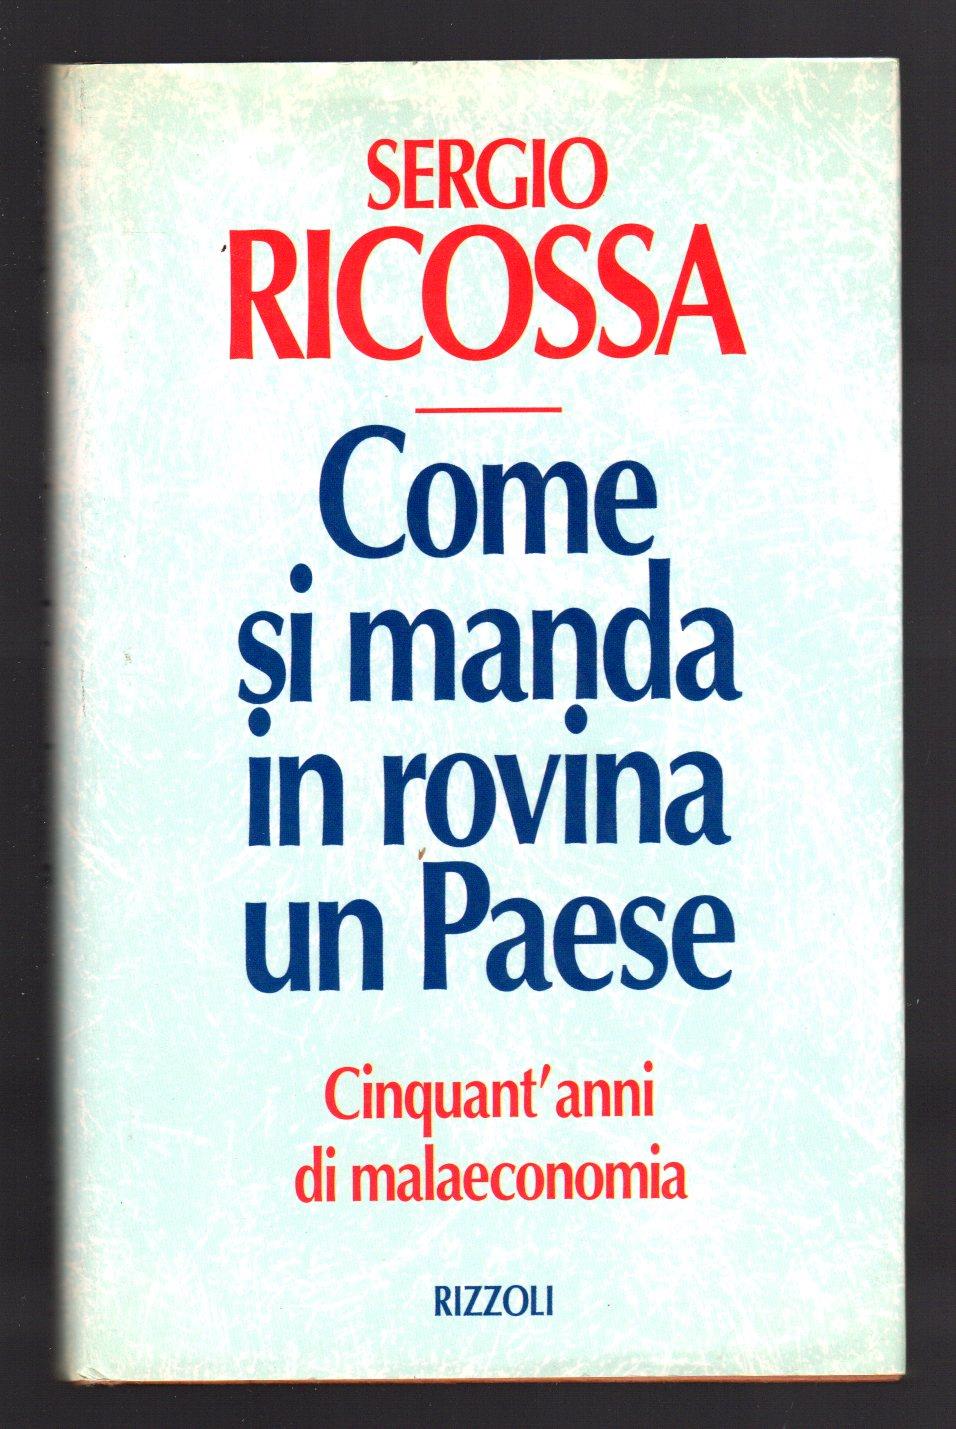 SERGIO
RICOSSA
Come
si manda
in rovina
un Paese
Cinquant'anni
di malaeconomia
RIZZOLI